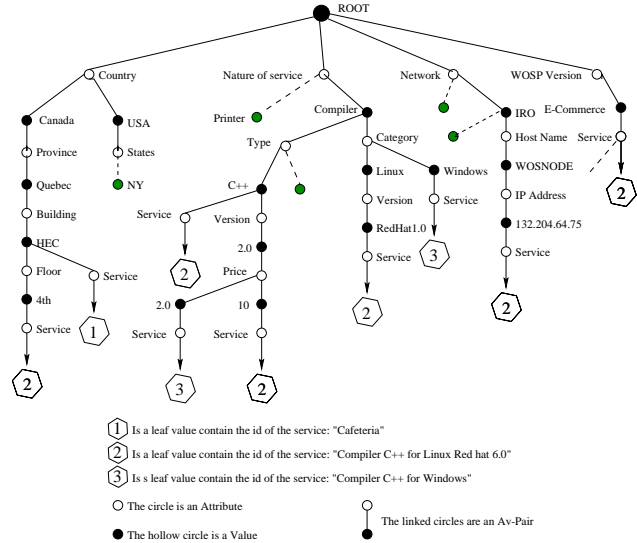 ROOT
Country
Nature of service
Network
WOSP Version
Printer
Compiler
Canada
USA
IRO
E-Commerce
Type
Category
Host Name
Service
Province
States
Linux
Windows
WOSNODE
2
Quebec
NY
C++
Version
Service
IP Address
Building
Service
Version
RedHat1.0
3
132.204.64.75
HEC
2
2.0
Service
Service
Floor
Service
Price
2
2
4th
1
2.0
10
Service
Service
Service
2
3
2
1 Is a leaf value contain the id of the service: "Cafeteria"
2 Is a leaf value contain the id of the service: "Compiler C++ for Linux Red hat 6.0"
3 Is s leaf value contain the id of the service: "Compiler C++ for Windows"
The circle is an Attribute
The hollow circle is a Value
The linked circles are an Av-Pair